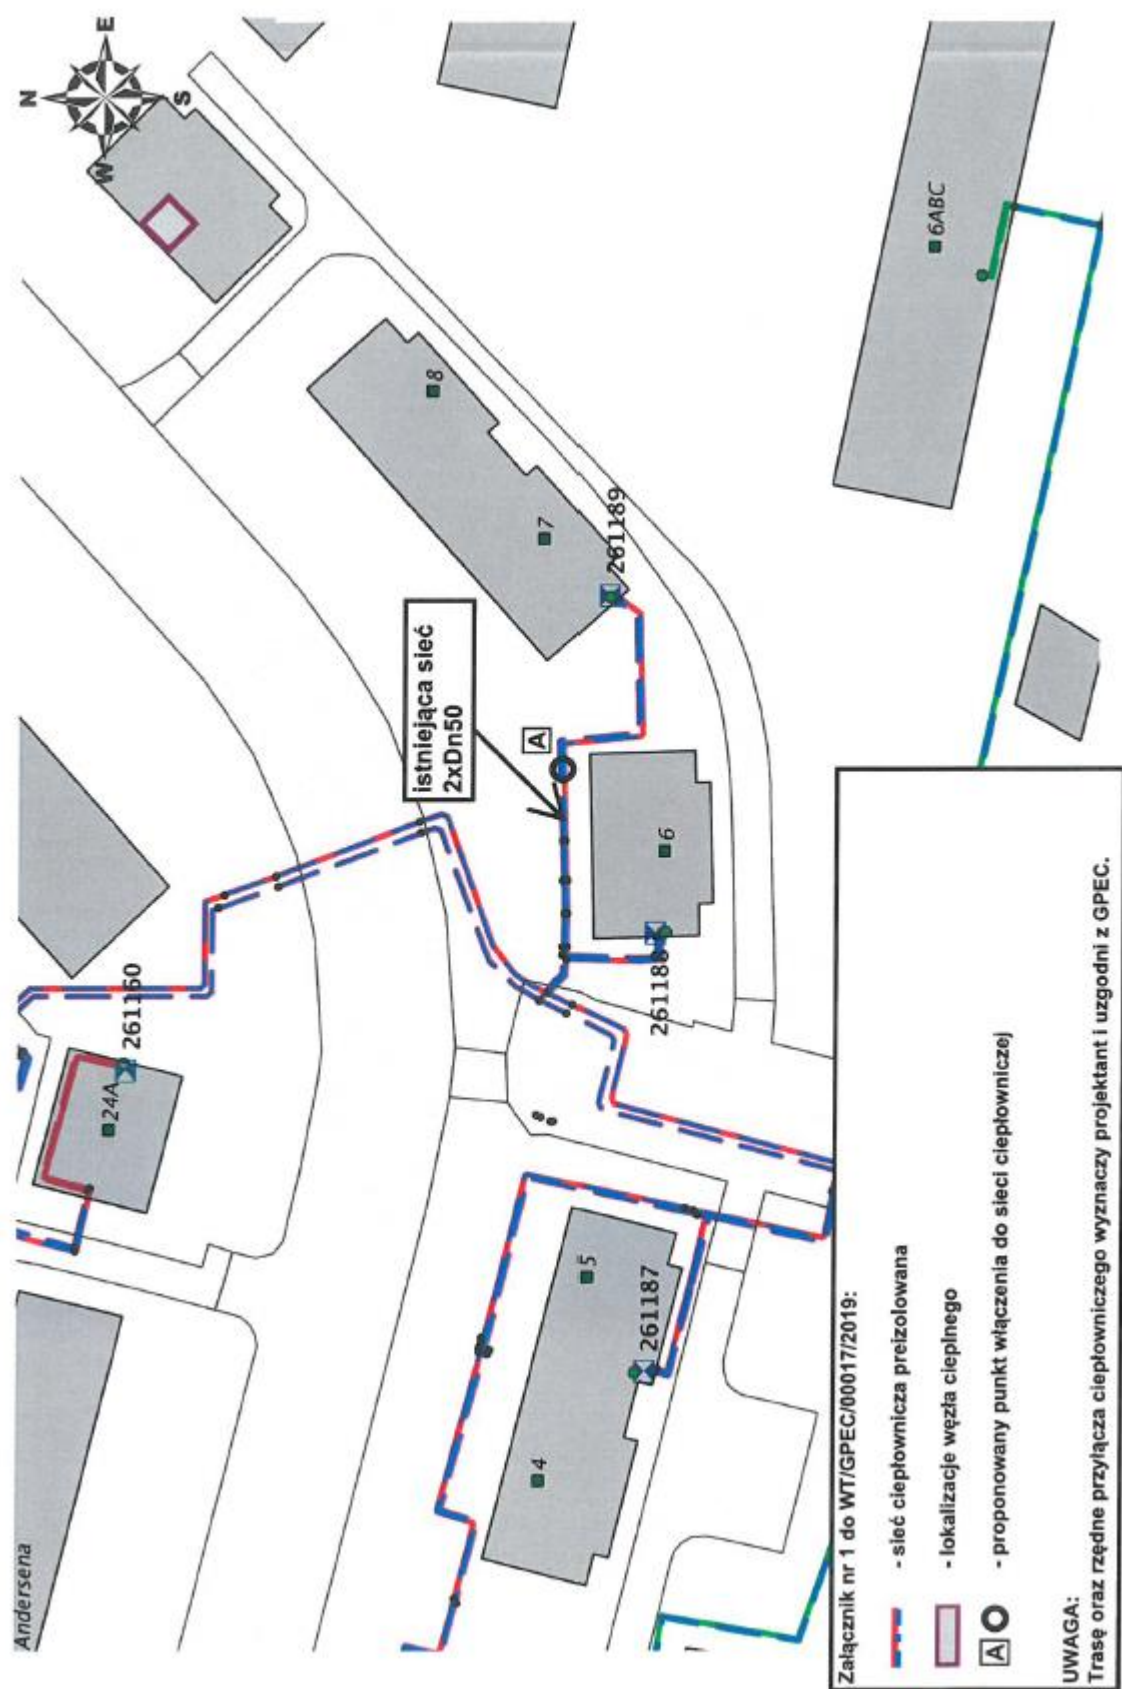 Andersena
N
E
S
W
24A
261160
istniejąca sieć
2xDn50
A
8
7
261189
6
5
261187
4
6ABC
Załącznik nr 1 do WT/GPEC/00017/2019:
- sieć ciepłownicza preizolowana
- lokalizacje węzła cieplnego
A
- proponowany punkt włączenia do sieci ciepłowniczej
UWAGA:
Trasę oraz rzędne przyłącza ciepłowniczego wyznaczy projektant i uzgodni z GPEC.